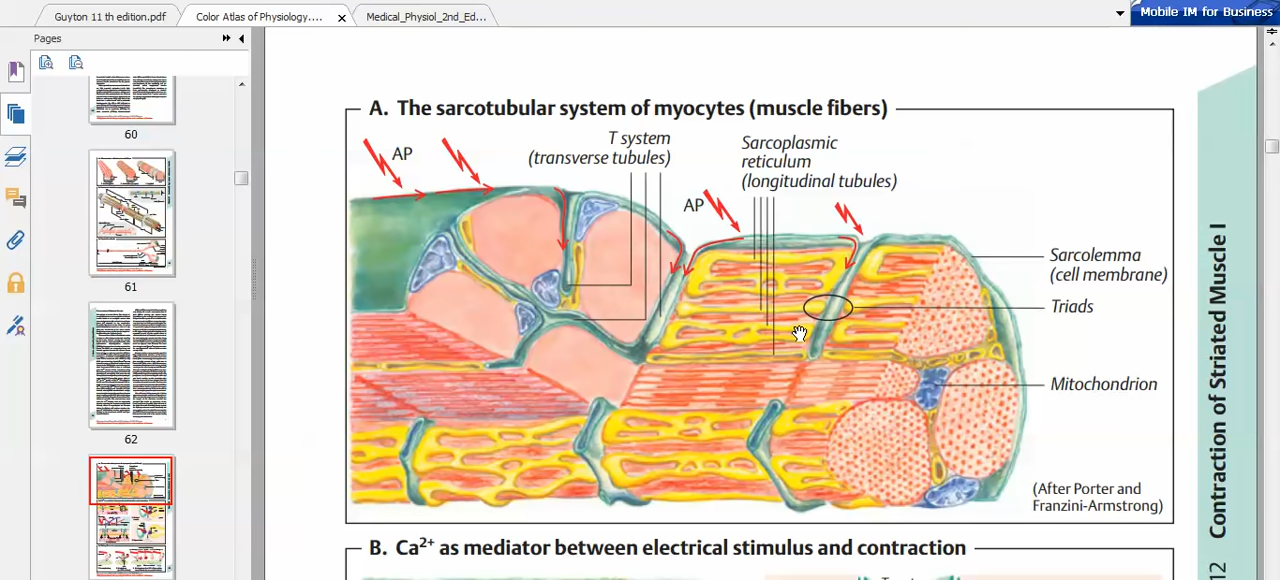 Guyton 11 th edition.pdf
Color Atlas of Physiology....
Medical_Physiol_2nd_Ed...
Mobile IM for Business
Pages
60
61
62
A. The sarcotubular system of myocytes (muscle fibers)
AP
T system
(transverse tubules)
Sarcoplasmic
reticulum
(longitudinal tubules)
AP
Sarcolemma
(cell membrane)
Triads
Mitochondrion
(After Porter and
Franzini-Armstrong)
B. Ca2+ as mediator between electrical stimulus and contraction
12 Contraction of Striated Muscle I